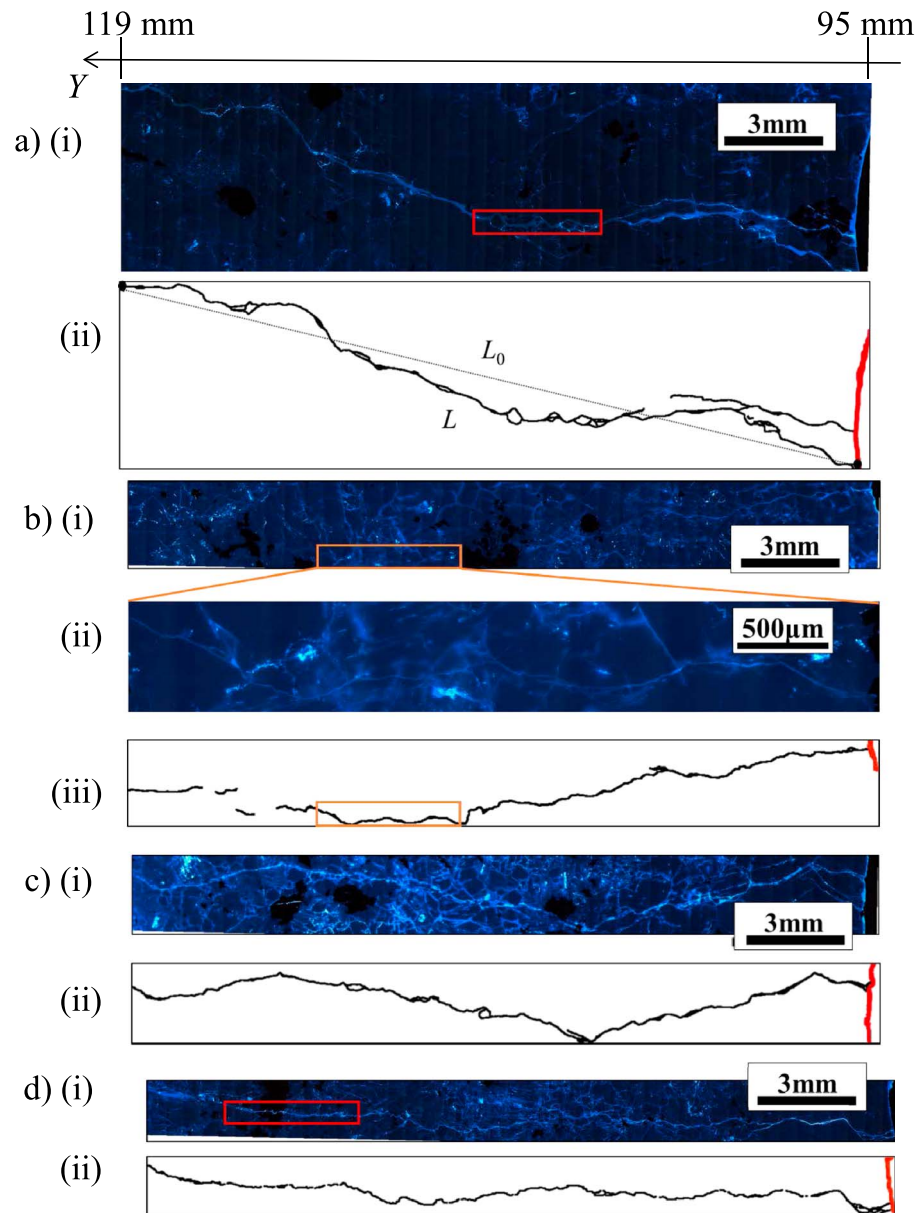 119 mm
95 mm
Y
a) (i)
3mm
(ii)
L₀
L
b) (i)
3mm
(ii)
500µm
(iii)
c) (i)
3mm
(ii)
d) (i)
3mm
(ii)